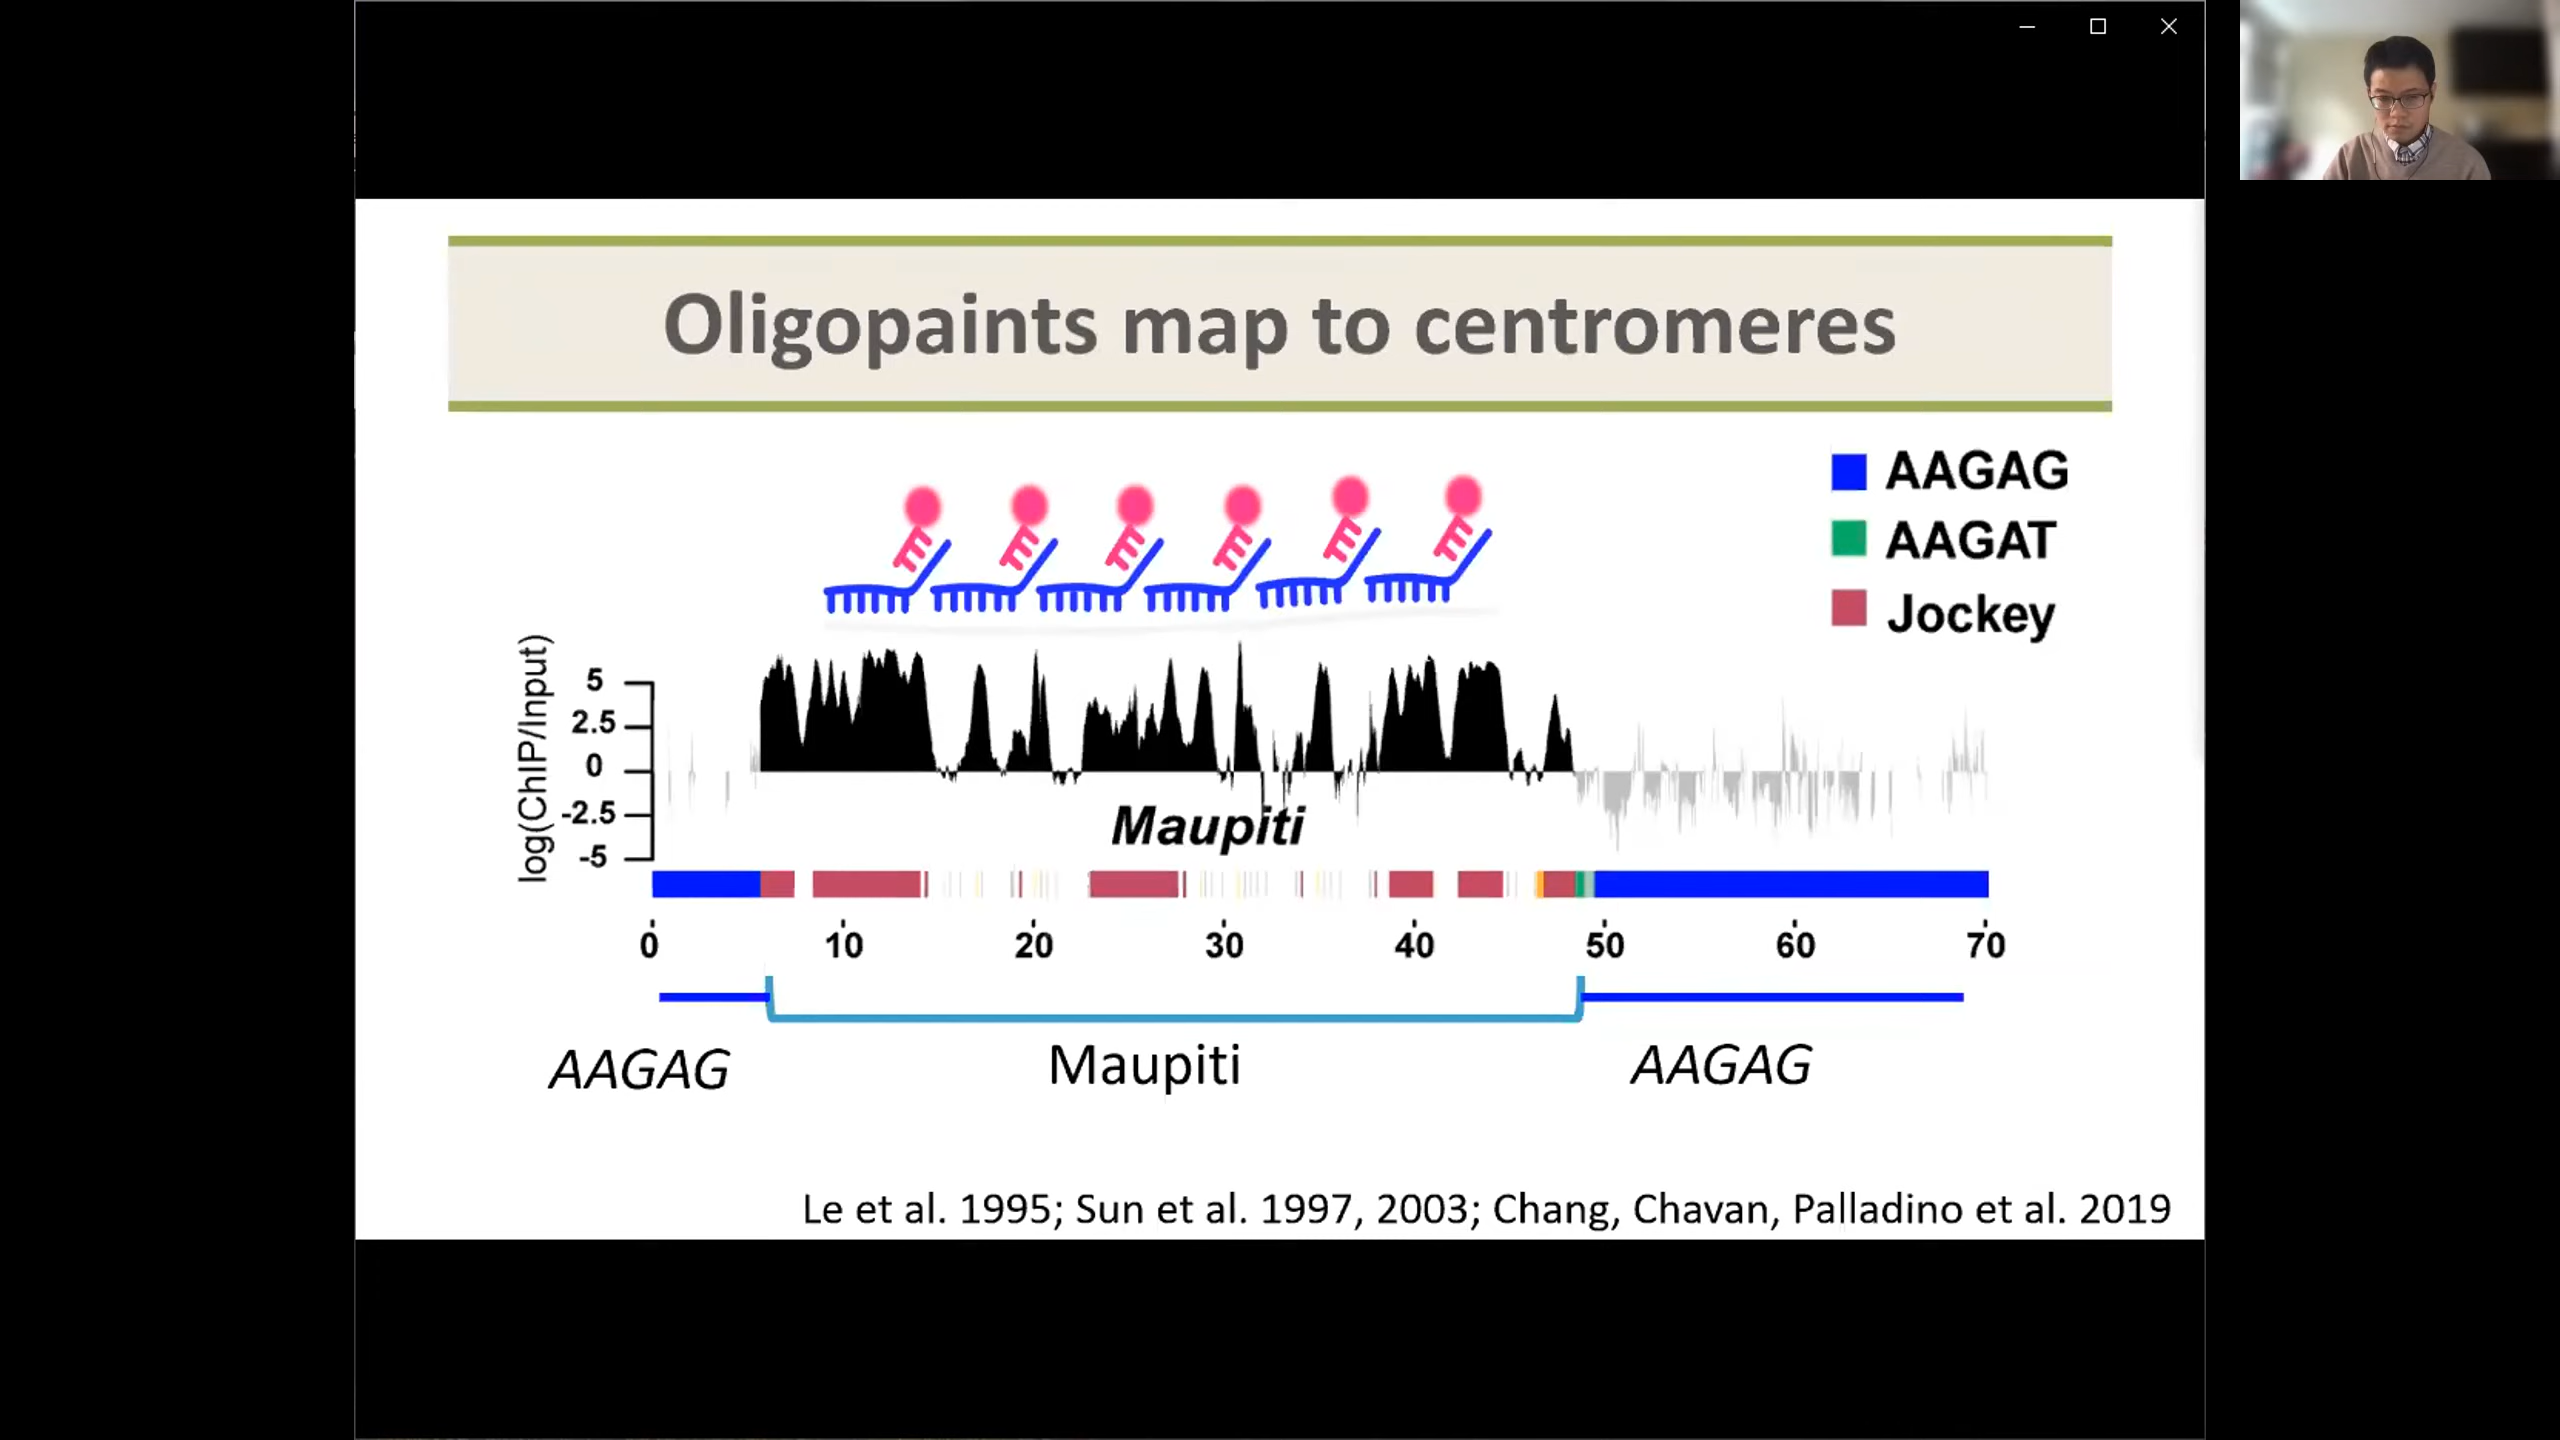 Oligopaints map to centromeres
AAGAG
AAGAT
Jockey
log(ChIP/Input)
5
2.5
0
-2.5
-5
Maupiti
0 10 20 30 40 50 60 70
AAGAG Maupiti AAGAG
Le et al. 1995; Sun et al. 1997, 2003; Chang, Chavan, Palladino et al. 2019